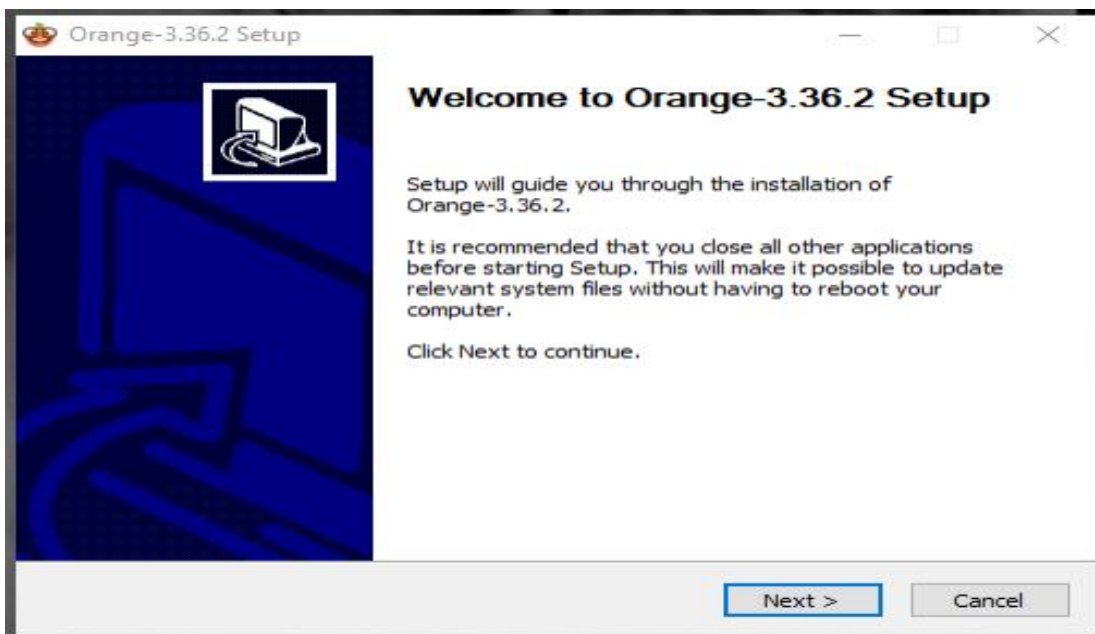 Orange-3.36.2 Setup
Welcome to Orange-3.36.2 Setup
Setup will guide you through the installation of
Orange-3.36.2.
It is recommended that you close all other applications
before starting Setup. This will make it possible to update
relevant system files without having to reboot your
computer.
Click Next to continue.
Next >
Cancel